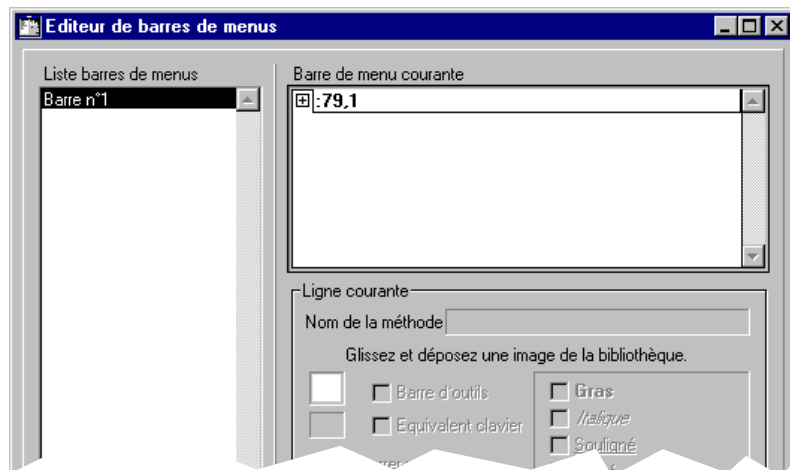 Editeur de barres de menus
Liste barres de menus
Barre n°1
Barre de menu courante
:79,1
Ligne courante
Nom de la méthode
Glissez et déposez une image de la bibliothèque.
Barre d'outils
Equivalent clavier
Gras
Italique
Souligné